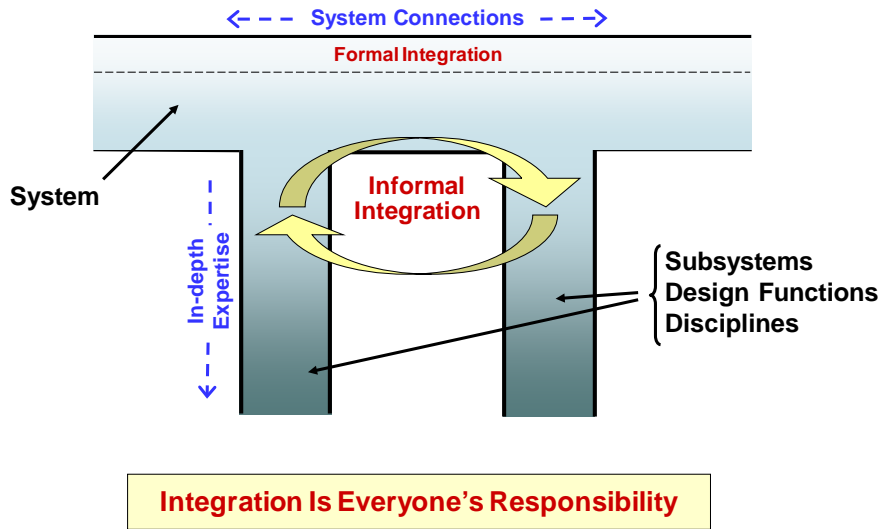 System Connections
Formal Integration
System
Informal
Integration
In-depth
Expertise
Subsystems
Design Functions
Disciplines
Integration Is Everyone's Responsibility